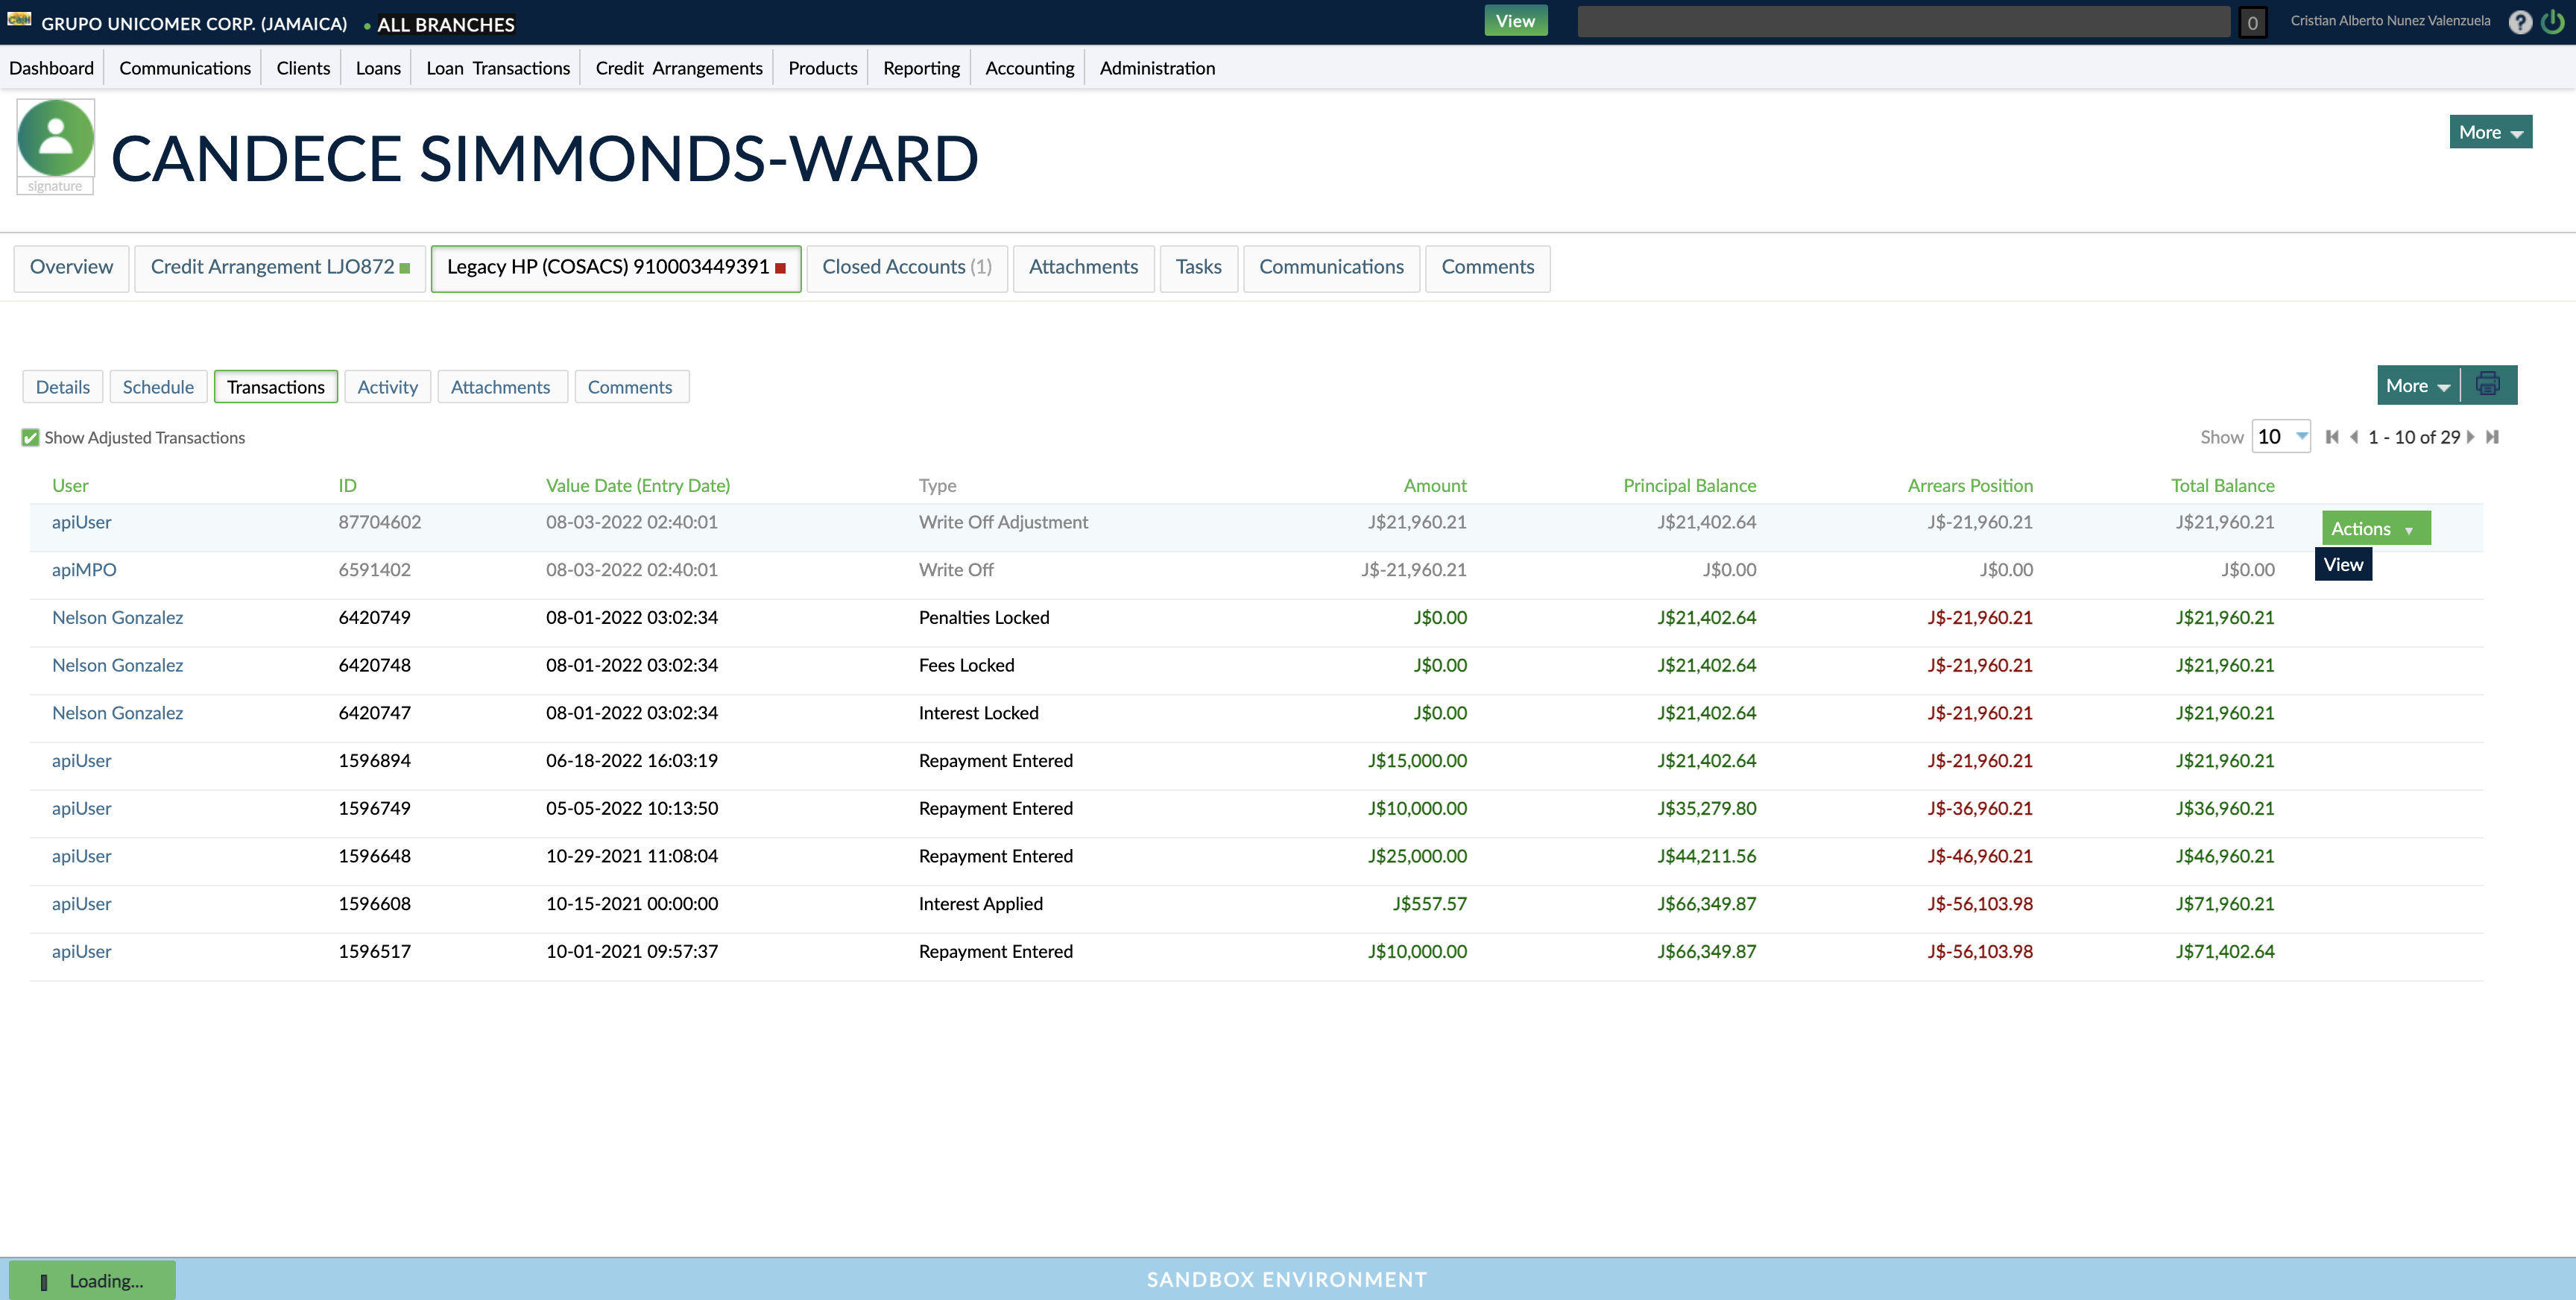 GRUPO UNICOMER CORP. (JAMAICA) • ALL BRANCHES View 0 Cristian Alberto Nunez Valenzuela ?
Dashboard Communications Clients Loans Loan Transactions Credit Arrangements Products Reporting Accounting Administration
signature
CANDECE SIMMONDS-WARD
More
Overview Credit Arrangement LJO872 Legacy HP (COSACS) 910003449391 Closed Accounts (1) Attachments Tasks Communications Comments
Details Schedule Transactions Activity Attachments Comments More
Show Adjusted Transactions Show 10 1 - 10 of 29
User ID Value Date (Entry Date) Type Amount Principal Balance Arrears Position Total Balance
apiUser 87704602 08-03-2022 02:40:01 Write Off Adjustment J$21,960.21 J$21,402.64 J$-21,960.21 J$21,960.21 Actions
View
apiMPO 6591402 08-03-2022 02:40:01 Write Off J$-21,960.21 J$0.00 J$0.00 J$0.00
Nelson Gonzalez 6420749 08-01-2022 03:02:34 Penalties Locked J$0.00 J$21,402.64 J$-21,960.21 J$21,960.21
Nelson Gonzalez 6420748 08-01-2022 03:02:34 Fees Locked J$0.00 J$21,402.64 J$-21,960.21 J$21,960.21
Nelson Gonzalez 6420747 08-01-2022 03:02:34 Interest Locked J$0.00 J$21,402.64 J$-21,960.21 J$21,960.21
apiUser 1596894 06-18-2022 16:03:19 Repayment Entered J$15,000.00 J$21,402.64 J$-21,960.21 J$21,960.21
apiUser 1596749 05-05-2022 10:13:50 Repayment Entered J$10,000.00 J$35,279.80 J$-36,960.21 J$36,960.21
apiUser 1596648 10-29-2021 11:08:04 Repayment Entered J$25,000.00 J$44,211.56 J$-46,960.21 J$46,960.21
apiUser 1596608 10-15-2021 00:00:00 Interest Applied J$557.57 J$66,349.87 J$-56,103.98 J$71,960.21
apiUser 1596517 10-01-2021 09:57:37 Repayment Entered J$10,000.00 J$66,349.87 J$-56,103.98 J$71,402.64
Loading... SANDBOX ENVIRONMENT